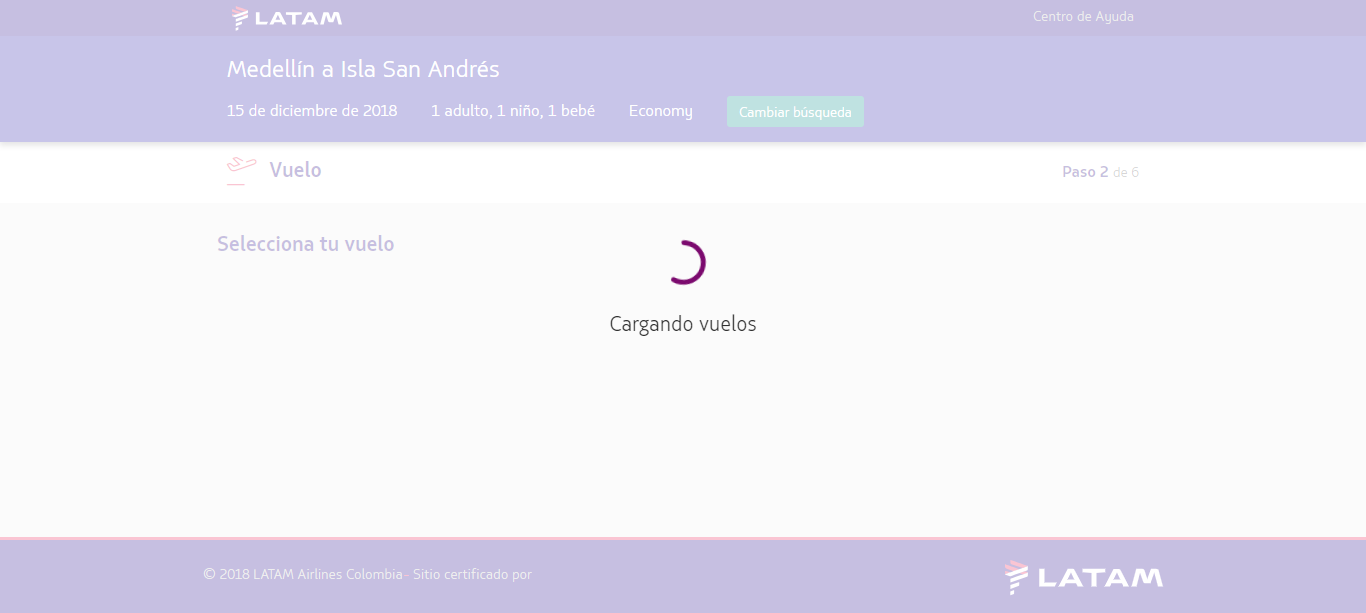 LATAM
Centro de Ayuda
Medellín a Isla San Andrés
15 de diciembre de 2018 1 adulto, 1 niño, 1 bebé Economy Cambiar búsqueda
Vuelo
Paso 2 de 6
Selecciona tu vuelo
Cargando vuelos
© 2018 LATAM Airlines Colombia - Sitio certificado por
LATAM